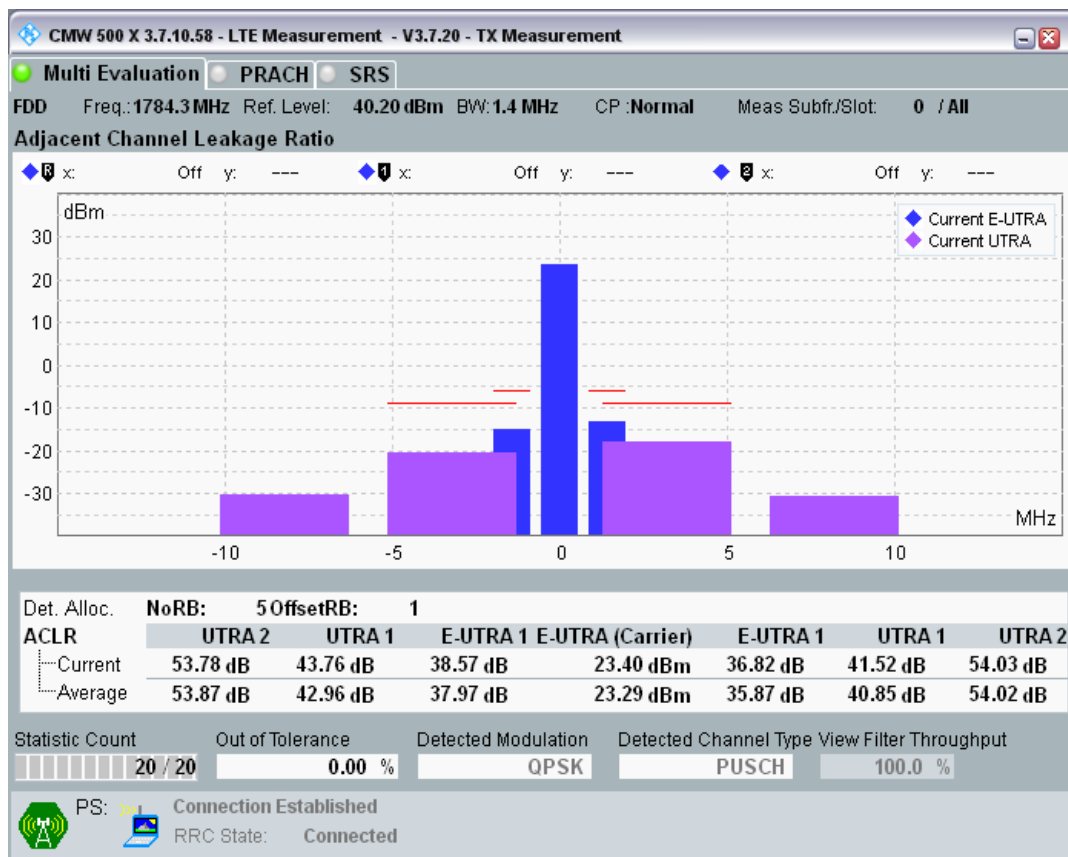 CMW 500 X 3.7.10.58 - LTE Measurement - V3.7.20 - TX Measurement
Multi Evaluation PRACH SRS
FDD Freq.:1784.3 MHz Ref. Level: 40.20 dBm BW:1.4 MHz CP :Normal Meas Subfr./Slot: 0 / All
Adjacent Channel Leakage Ratio
R x: Off y: --- 1 x: Off y: --- 2 x: Off y: ---
dBm
Current E-UTRA
Current UTRA
30
20
10
0
-10
-20
-30
MHz
-10 -5 0 5 10
Det. Alloc. NoRB: 5 OffsetRB: 1
ACLR UTRA 2 UTRA 1 E-UTRA 1 E-UTRA (Carrier) E-UTRA 1 UTRA 1 UTRA 2
Current 53.78 dB 43.76 dB 38.57 dB 23.40 dBm 36.82 dB 41.52 dB 54.03 dB
Average 53.87 dB 42.96 dB 37.97 dB 23.29 dBm 35.87 dB 40.85 dB 54.02 dB
Statistic Count Out of Tolerance Detected Modulation Detected Channel Type View Filter Throughput
20 / 20 0.00 % QPSK PUSCH 100.0 %
PS: Connection Established
RRC State: Connected